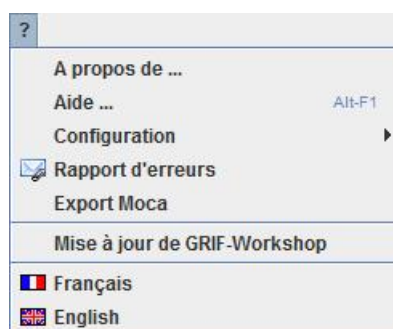 ?
A propos de ...
Aide ... Alt-F1
Configuration
Rapport d'erreurs
Export Moca
Mise à jour de GRIF-Workshop
Français
English